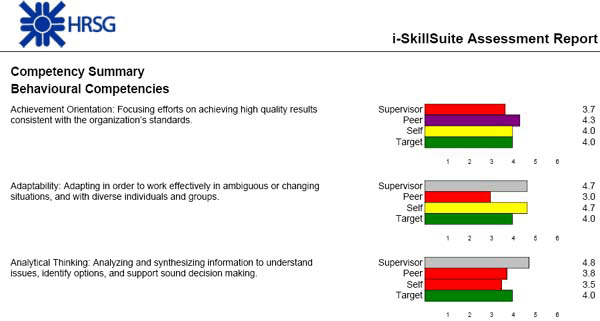 HRSG
i-SkillSuite Assessment Report
Competency Summary
Behavioural Competencies
Achievement Orientation: Focusing efforts on achieving high quality results
consistent with the organization's standards.
Supervisor 3.7
Peer 4.3
Self 4.0
Target 4.0
1 2 3 4 5 6
Adaptability: Adapting in order to work effectively in ambiguous or changing
situations, and with diverse individuals and groups.
Supervisor 4.7
Peer 3.0
Self 4.7
Target 4.0
1 2 3 4 5 6
Analytical Thinking: Analyzing and synthesizing information to understand
issues, identify options, and support sound decision making.
Supervisor 4.8
Peer 3.8
Self 3.5
Target 4.0
1 2 3 4 5 6